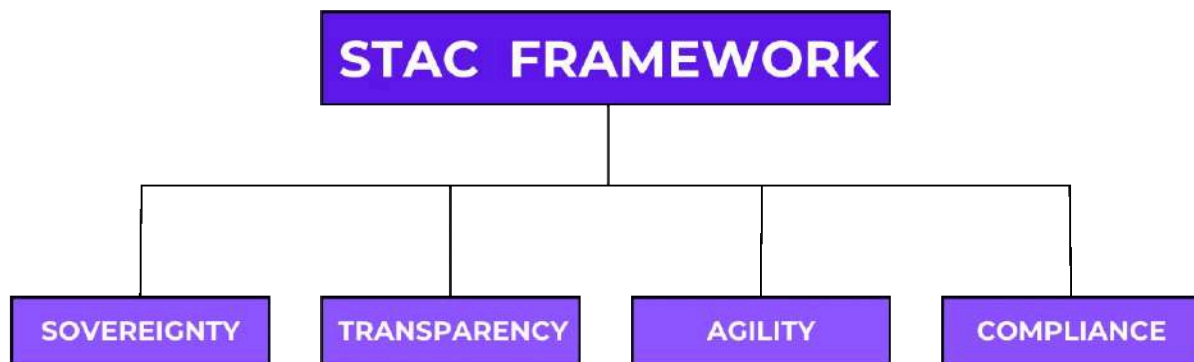 STAC FRAMEWORK
SOVEREIGNTY
TRANSPARENCY
AGILITY
COMPLIANCE